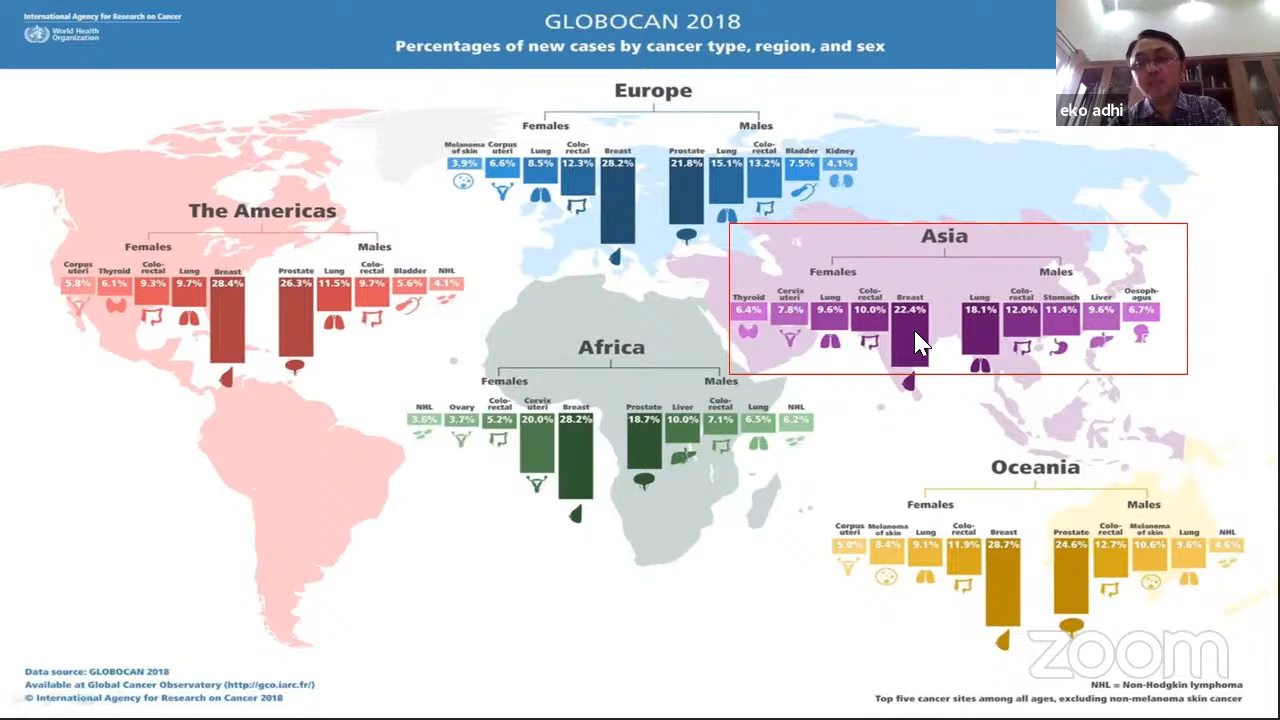 International Agency for Research on Cancer
World Health
Organization
GLOBOCAN 2018
Percentages of new cases by cancer type, region, and sex
eko adhi
Europe
Females
Males
Melanoma of skin
Corpus uteri
Lung
Colo-rectal
Breast
Prostate
Lung
Colo-rectal
Bladder
Kidney
3.9% 6.6% 8.5% 12.3% 28.2% 21.8% 15.1% 13.2% 7.5% 4.1%
The Americas
Females
Males
Corpus uteri
Thyroid
Colo-rectal
Lung
Breast
Prostate
Lung
Colo-rectal
Bladder
NHL
5.8% 6.1% 9.3% 9.7% 28.4% 26.3% 11.5% 9.7% 5.6% 4.1%
Asia
Females
Males
Thyroid
Cervix uteri
Lung
Colo-rectal
Breast
Lung
Colo-rectal
Stomach
Liver
Oesoph-agus
6.4% 7.8% 9.6% 10.0% 22.4% 18.1% 12.0% 11.4% 9.6% 6.7%
Africa
Females
Males
NHL
Ovary
Colo-rectal
Cervix uteri
Breast
Prostate
Liver
Colo-rectal
Lung
NHL
3.6% 3.7% 5.2% 20.0% 28.2% 18.7% 10.0% 7.1% 6.5% 6.2%
Oceania
Females
Males
Corpus uteri
Melanoma of skin
Lung
Colo-rectal
Breast
Prostate
Colo-rectal
Melanoma of skin
Lung
NHL
5.0% 8.4% 9.1% 11.9% 28.7% 24.6% 12.7% 10.6% 9.6% 4.6%
zoom
Data source: GLOBOCAN 2018
Available at Global Cancer Observatory (http://gco.iarc.fr/)
© International Agency for Research on Cancer 2018
NHL = Non-Hodgkin lymphoma
Top five cancer sites among all ages, excluding non-melanoma skin cancer